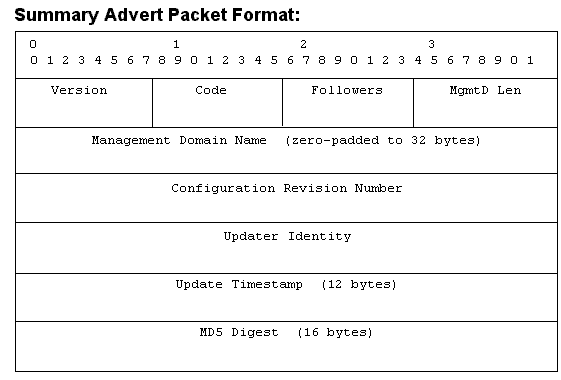 Summary Advert Packet Format:
0 1 2 3
0 1 2 3 4 5 6 7 8 9 0 1 2 3 4 5 6 7 8 9 0 1 2 3 4 5 6 7 8 9 0 1
Version Code Followers MgmtD Len
Management Domain Name (zero-padded to 32 bytes)
Configuration Revision Number
Updater Identity
Update Timestamp (12 bytes)
MD5 Digest (16 bytes)